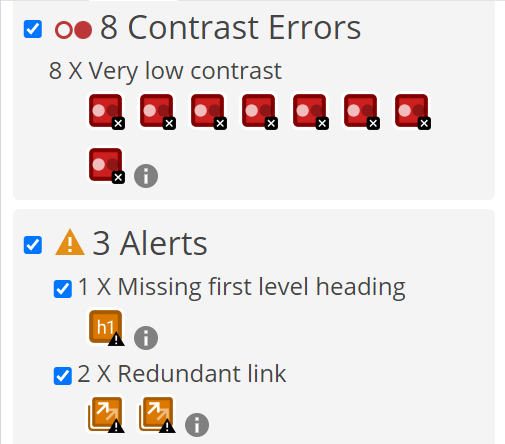 8 Contrast Errors
8 X Very low contrast
3 Alerts
1 X Missing first level heading
h1
2 X Redundant link